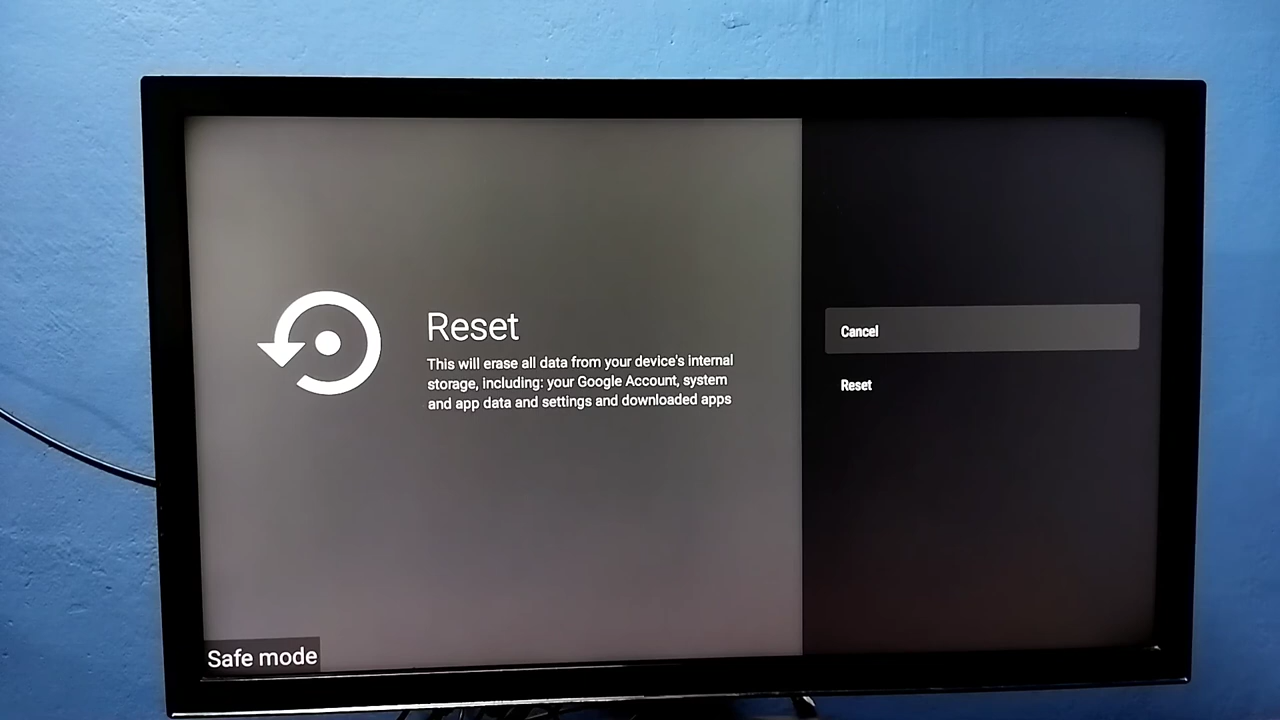 Reset
This will erase all data from your device's internal
storage, including: your Google Account, system
and app data and settings and downloaded apps
Cancel
Reset
Safe mode